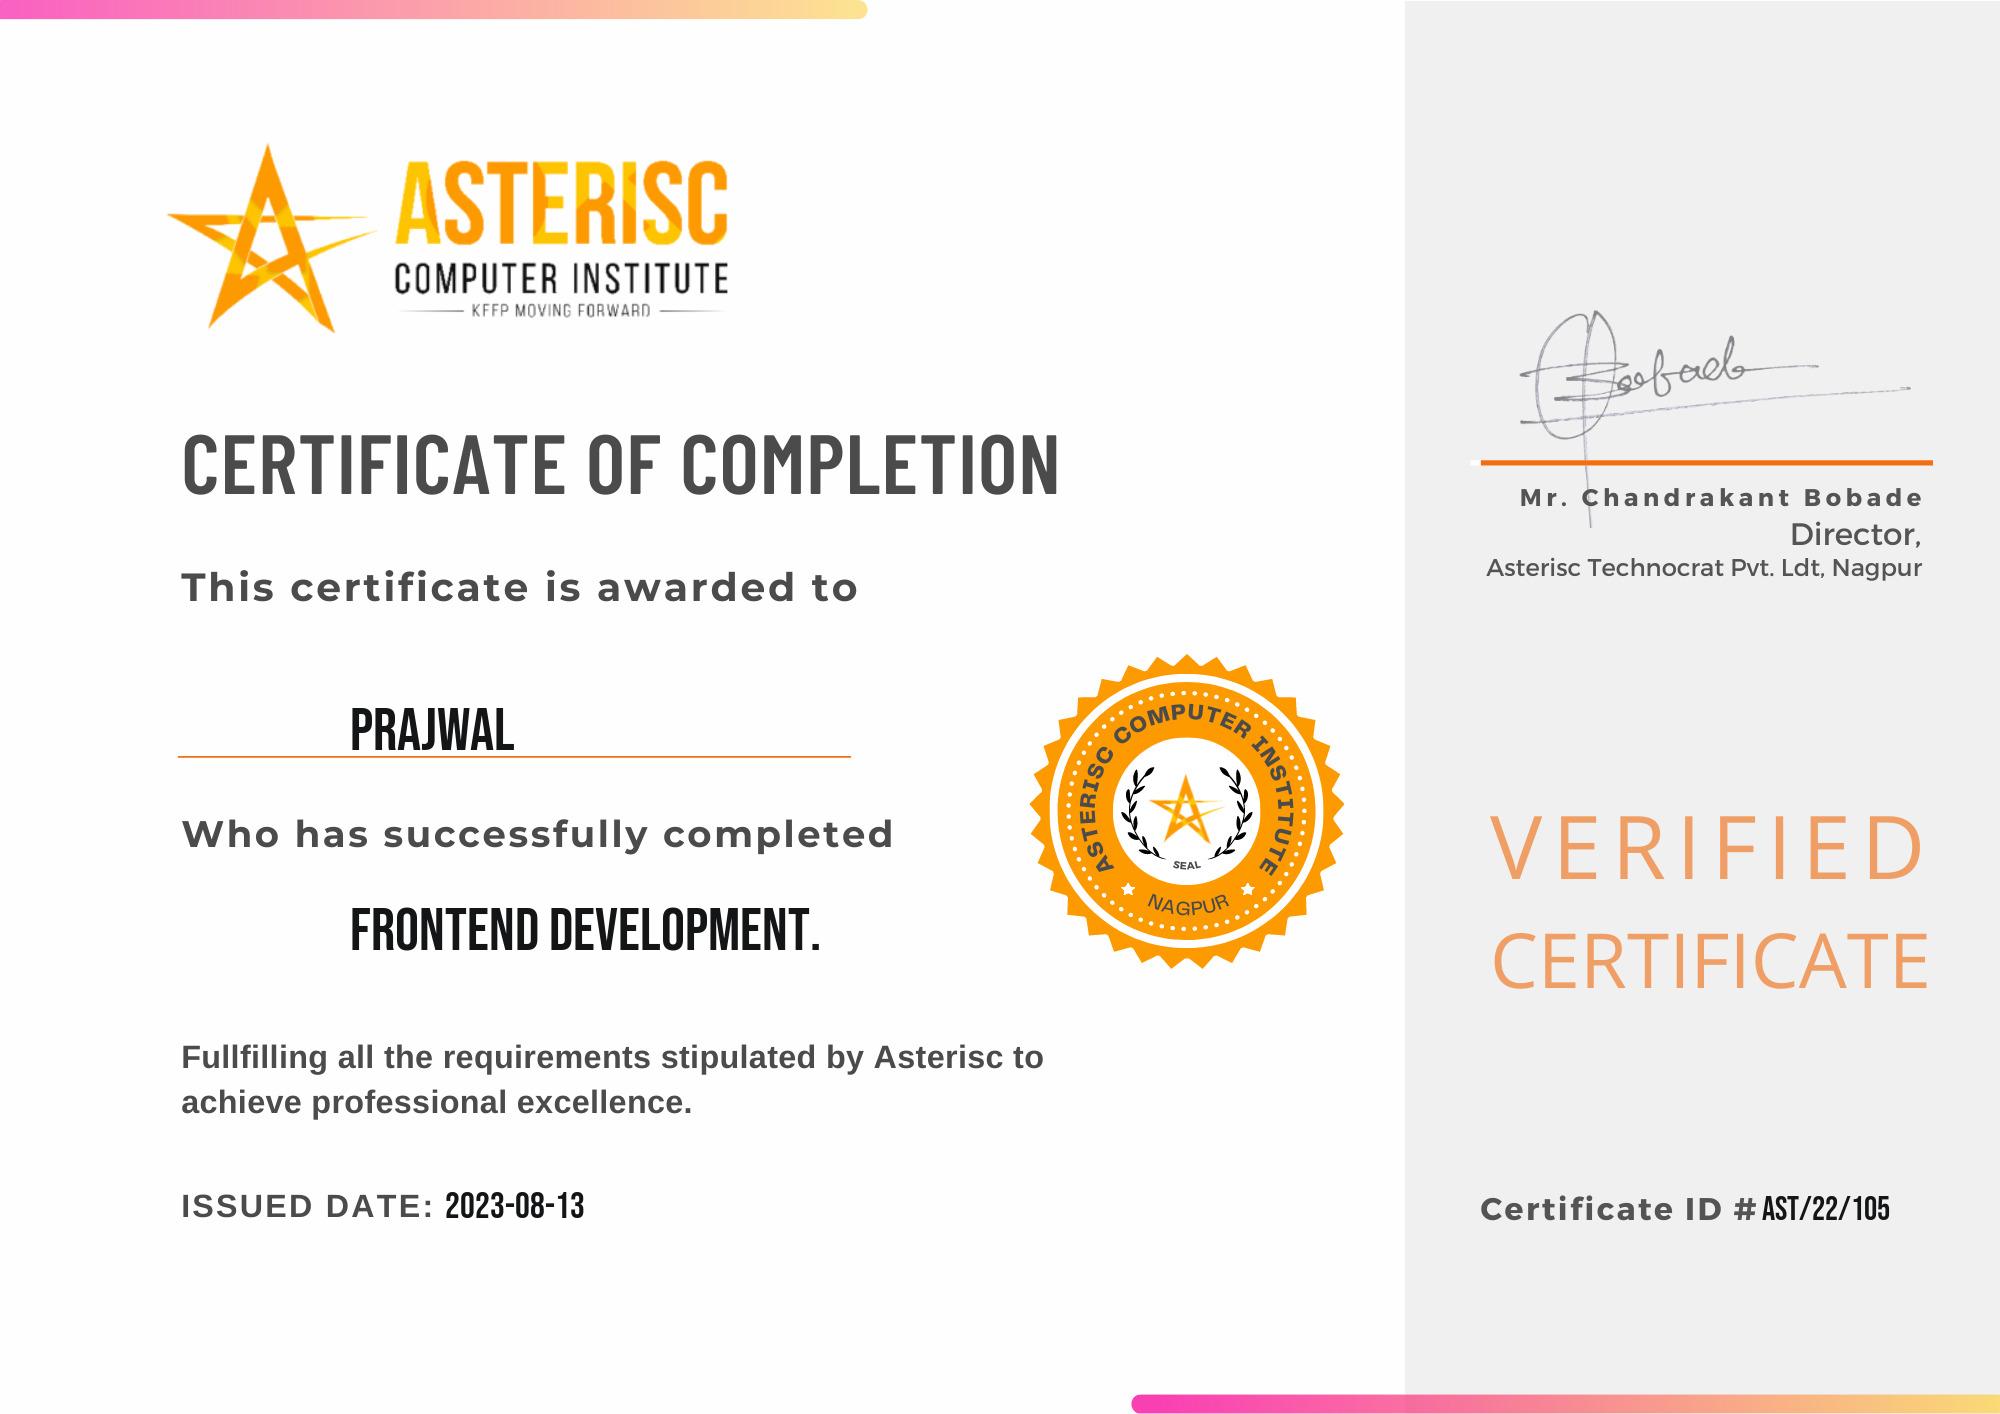 ASTERISC
COMPUTER INSTITUTE
KEEP MOVING FORWARD
CERTIFICATE OF COMPLETION
This certificate is awarded to
PRAJWAL
Who has successfully completed
FRONTEND DEVELOPMENT.
Fullfilling all the requirements stipulated by Asterisc to
achieve professional excellence.
ISSUED DATE: 2023-08-13
ASTERISC COMPUTER INSTITUTE
SEAL
NAGPUR
Bobade
Mr. Chandrakant Bobade
Director,
Asterisc Technocrat Pvt. Ldt, Nagpur
VERIFIED
CERTIFICATE
Certificate ID # AST/22/105